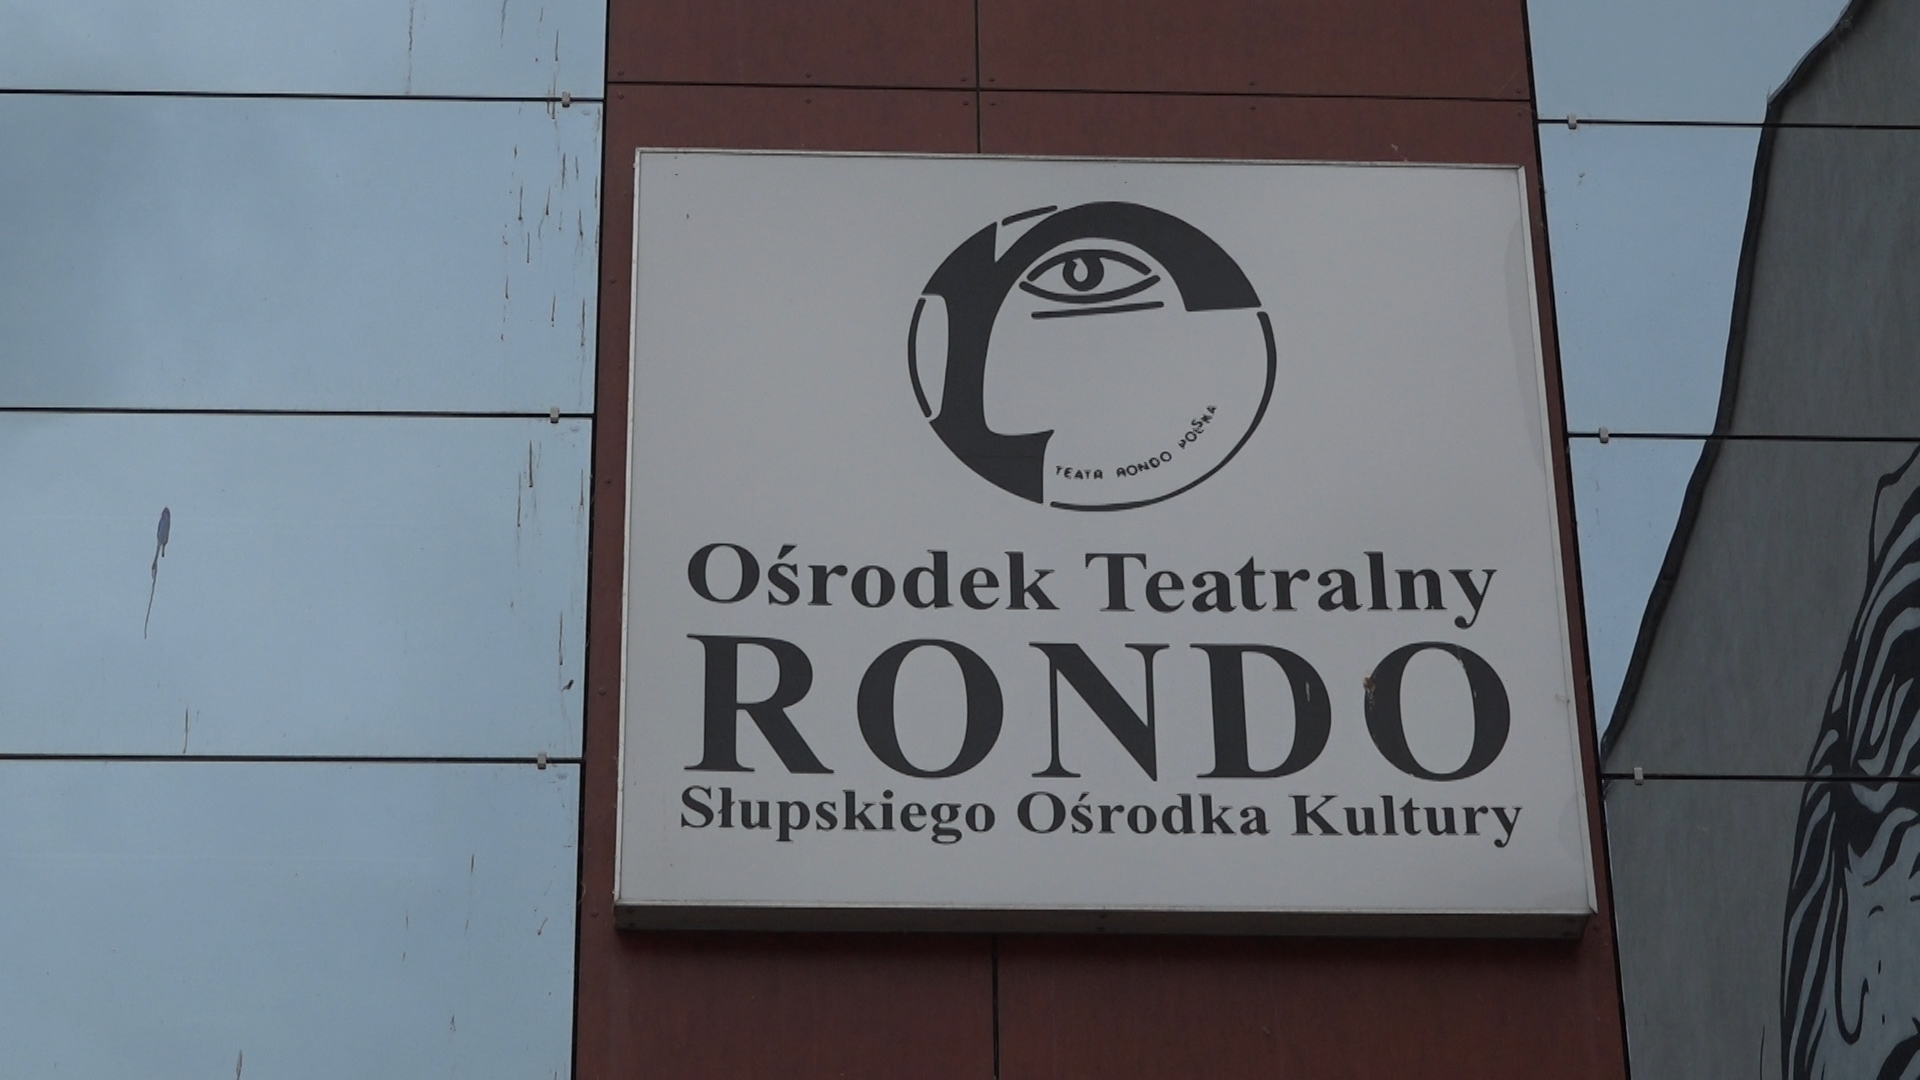 TEATR RONDO POLSKA
Ośrodek Teatralny
RONDO
Słupskiego Ośrodka Kultury